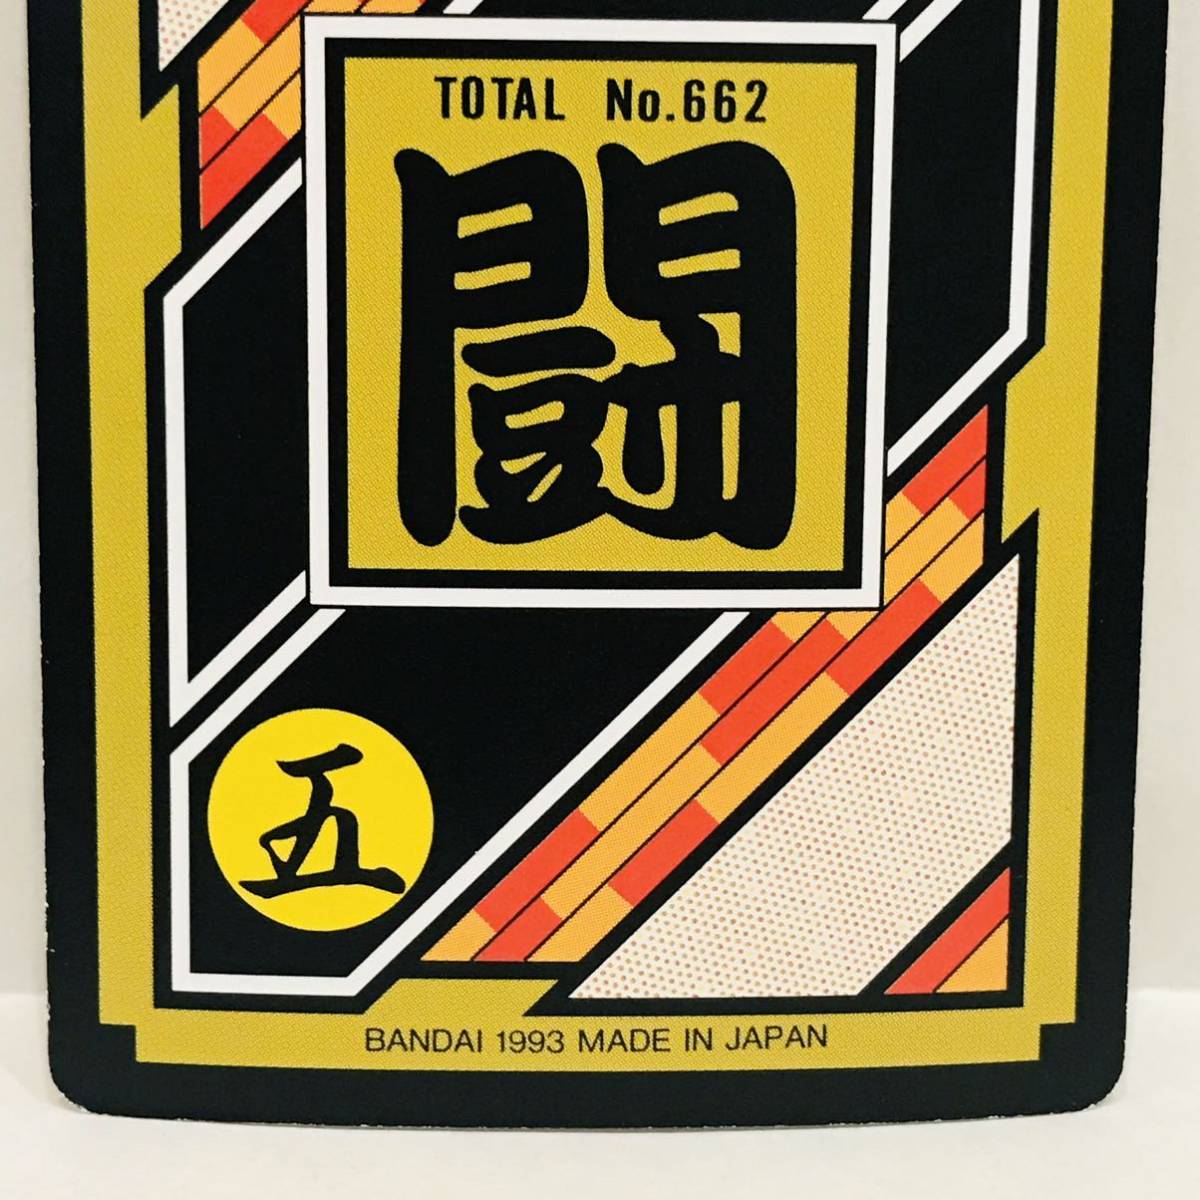 TOTAL No.662
闘
五
BANDAI 1993 MADE IN JAPAN